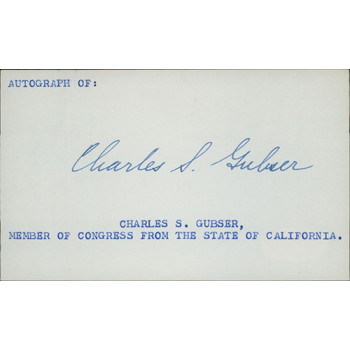 AUTOGRAPH OF:
Charles S. Gubser
CHARLES S. GUBSER,
MEMBER OF CONGRESS FROM THE STATE OF CALIFORNIA.